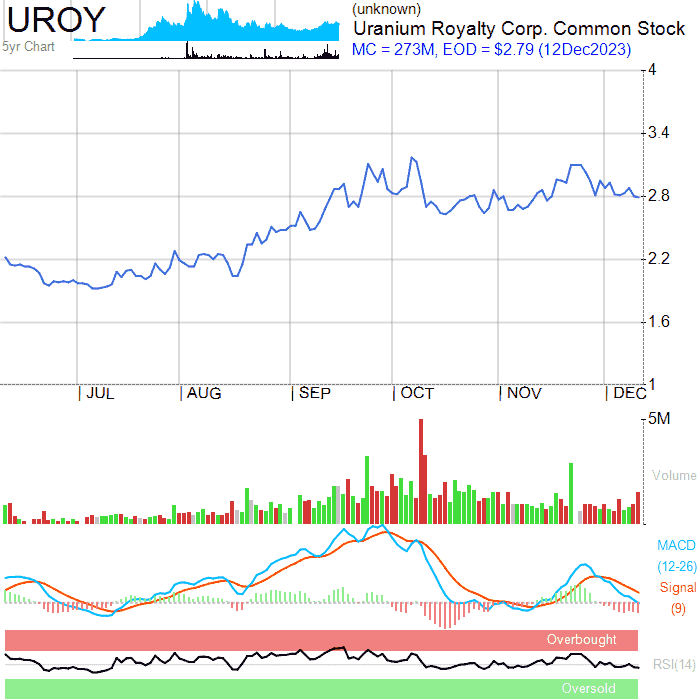 UROY
5yr Chart
(unknown)
Uranium Royalty Corp. Common Stock
MC = 273M, EOD = $2.79 (12Dec2023)
4
3.4
2.8
2.2
1.6
1
JUL
AUG
SEP
OCT
NOV
DEC
5M
Volume
MACD
(12-26)
Signal
(9)
Overbought
RSI(14)
Oversold